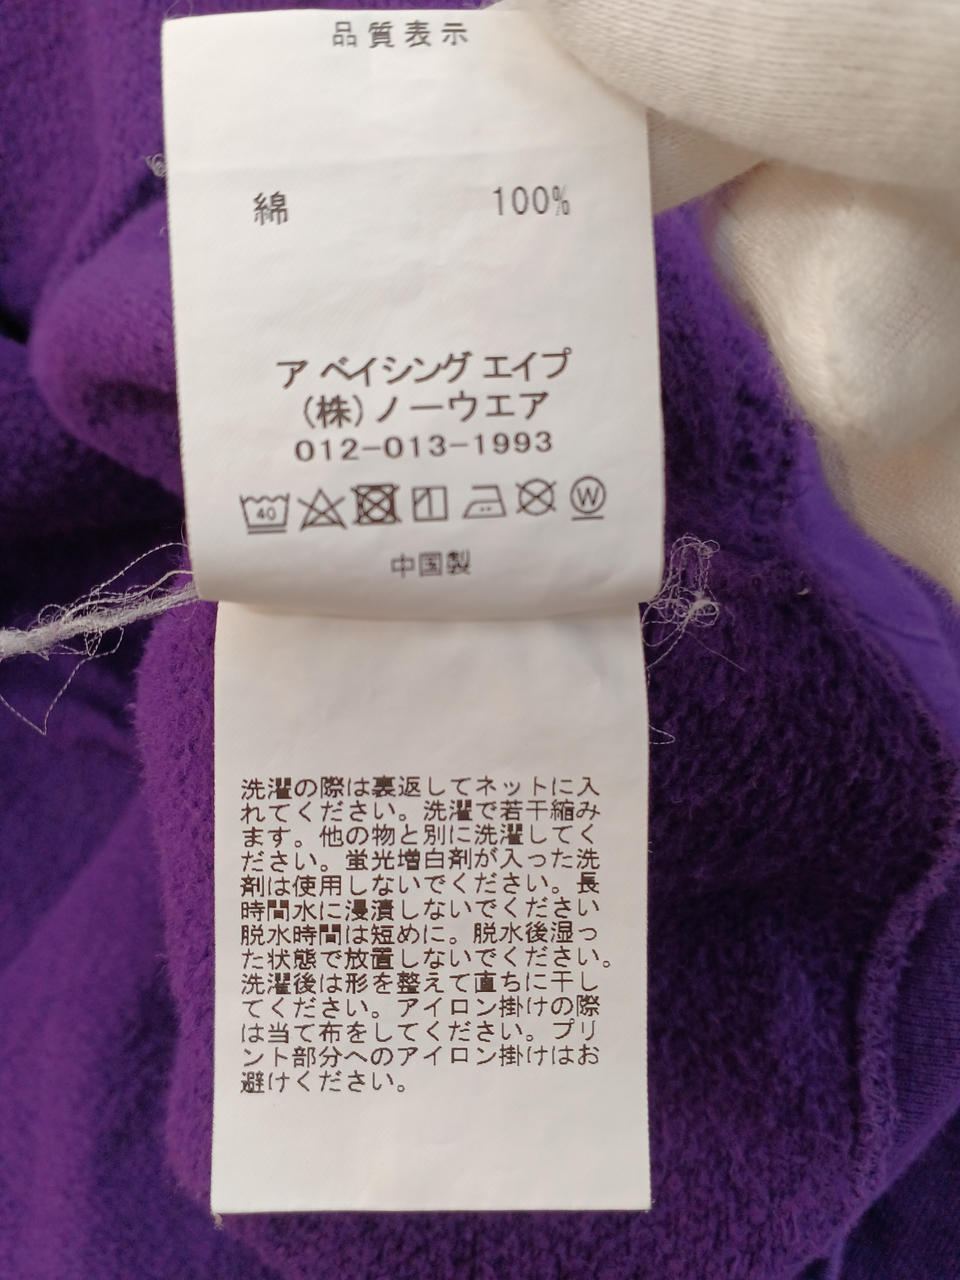 品質表示
綿 100%
ア ベイシング エイプ
(株)ノーウエア
012-013-1993
40 W
中国製
洗濯の際は裏返してネットに入
れてください。洗濯で若干縮み
ます。他の物と別に洗濯してく
ださい。蛍光増白剤が入った洗
剤は使用しないでください。長
時間水に浸漬しないでください
脱水時間は短めに。脱水後湿っ
た状態で放置しないでください。
洗濯後は形を整えて直ちに干し
てください。アイロン掛けの際
は当て布をしてください。プリ
ント部分へのアイロン掛けはお
避けください。